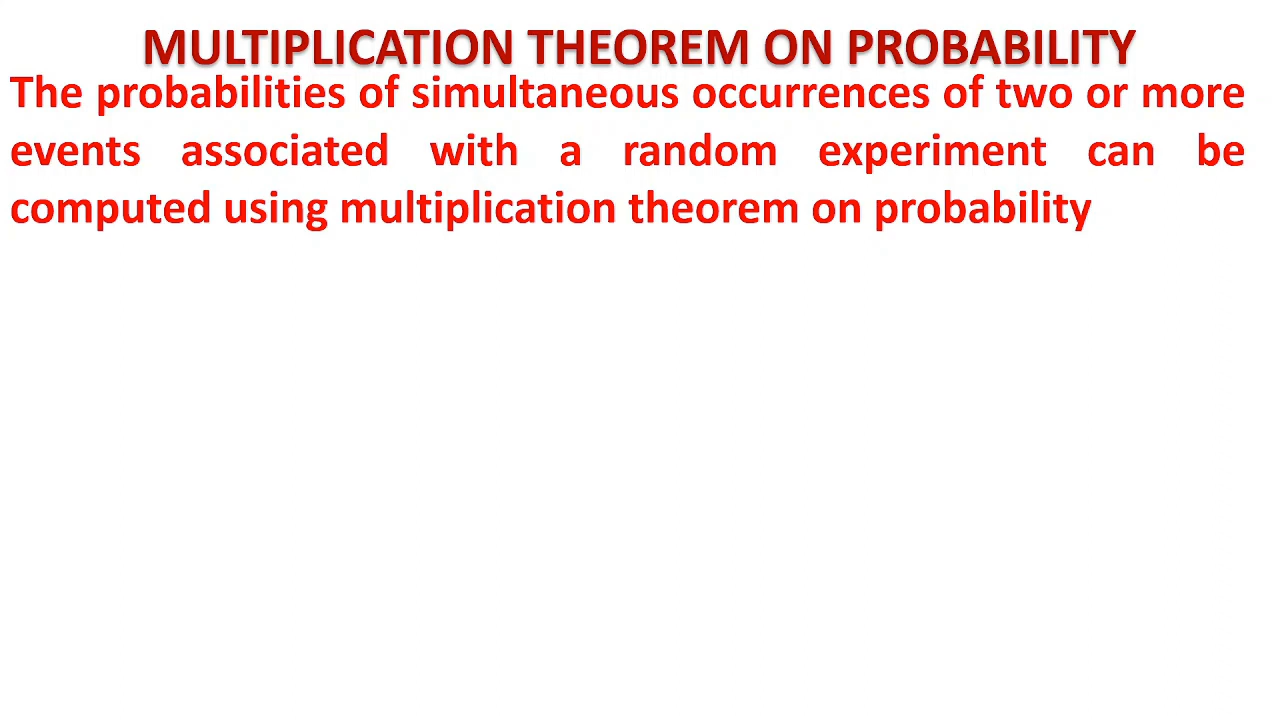 MULTIPLICATION THEOREM ON PROBABILITY
The probabilities of simultaneous occurrences of two or more
events associated with a random experiment can be
computed using multiplication theorem on probability